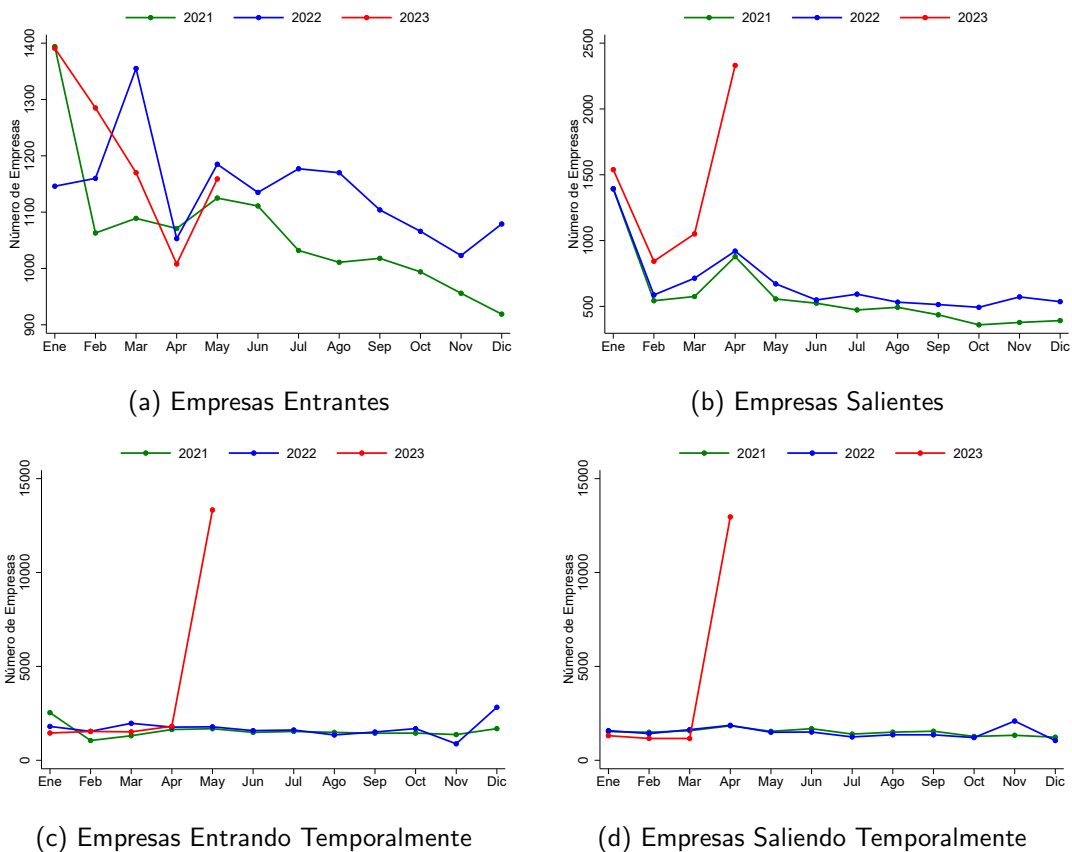 2021 2022 2023
Número de Empresas
1400
1300
1200
1100
1000
900
Ene Feb Mar Apr May Jun Jul Ago Sep Oct Nov Dic
(a) Empresas Entrantes
2021 2022 2023
Número de Empresas
2500
2000
1500
1000
500
Ene Feb Mar Apr May Jun Jul Ago Sep Oct Nov Dic
(b) Empresas Salientes
2021 2022 2023
Número de Empresas
15000
10000
5000
0
Ene Feb Mar Apr May Jun Jul Ago Sep Oct Nov Dic
(c) Empresas Entrando Temporalmente
2021 2022 2023
Número de Empresas
15000
10000
5000
0
Ene Feb Mar Apr May Jun Jul Ago Sep Oct Nov Dic
(d) Empresas Saliendo Temporalmente